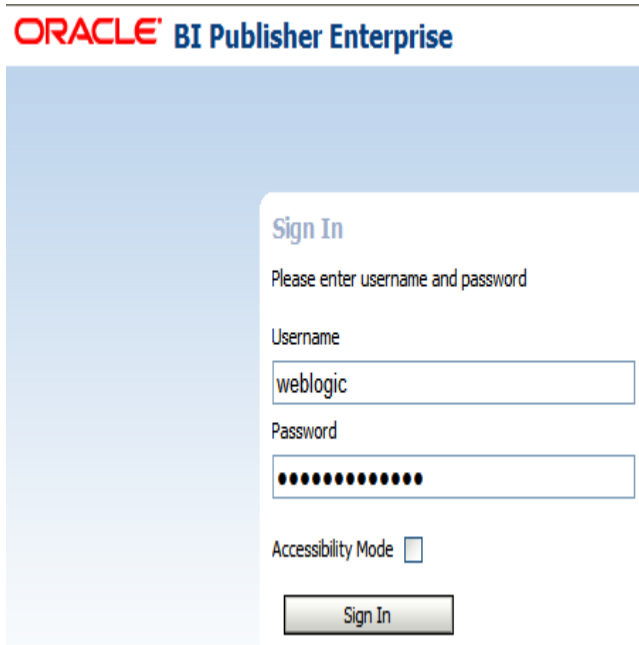 ORACLE BI Publisher Enterprise
Sign In
Please enter username and password
Username
weblogic
Password
•••••••••••••
Accessibility Mode
Sign In